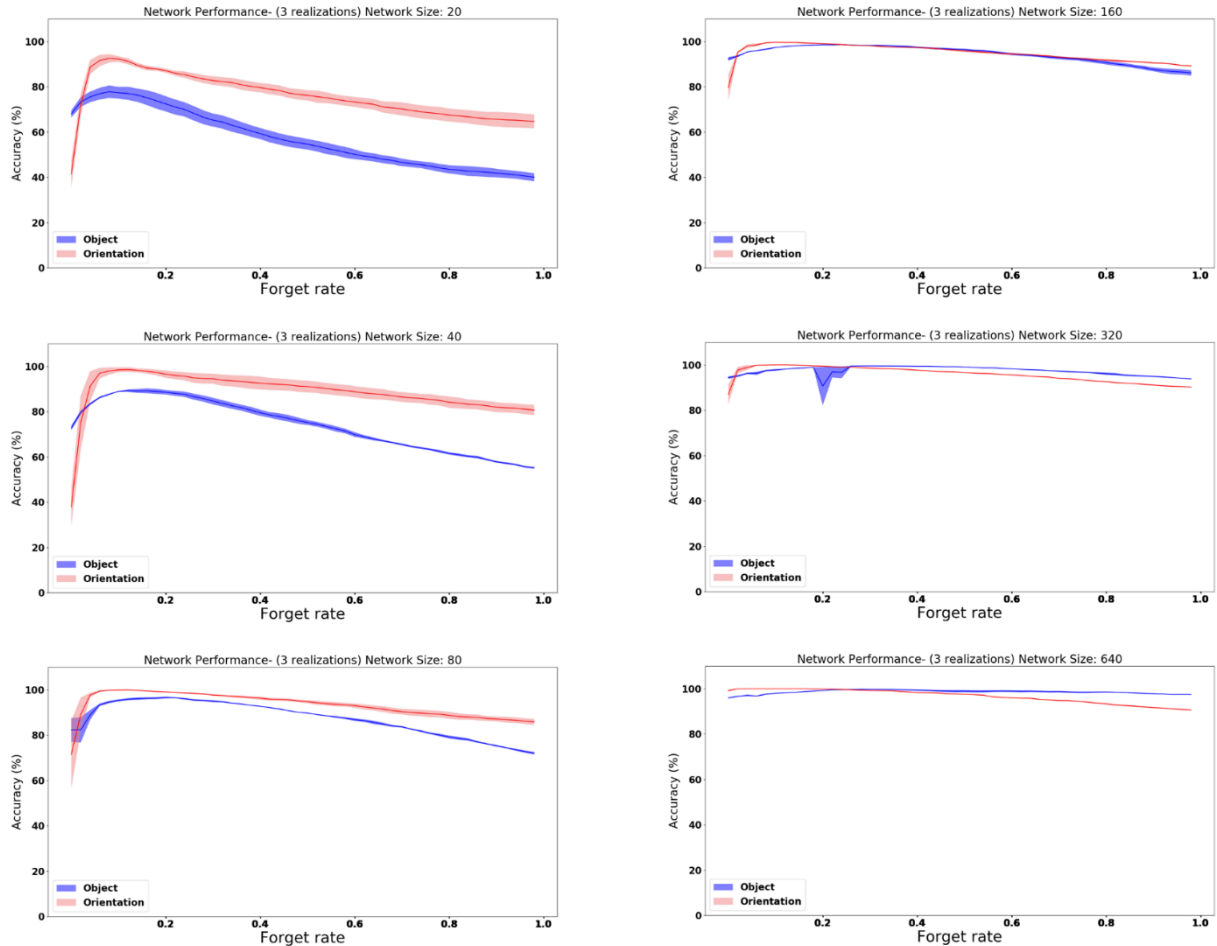 Network Performance- (3 realizations) Network Size: 20
100
80
60
40
20
0
Accuracy (%)
Object
Orientation
0.2 0.4 0.6 0.8 1.0
Forget rate
Network Performance- (3 realizations) Network Size: 40
100
80
60
40
20
0
Accuracy (%)
Object
Orientation
0.2 0.4 0.6 0.8 1.0
Forget rate
Network Performance- (3 realizations) Network Size: 80
100
80
60
40
20
0
Accuracy (%)
Object
Orientation
0.2 0.4 0.6 0.8 1.0
Forget rate
Network Performance- (3 realizations) Network Size: 160
100
80
60
40
20
0
Accuracy (%)
Object
Orientation
0.2 0.4 0.6 0.8 1.0
Forget rate
Network Performance- (3 realizations) Network Size: 320
100
80
60
40
20
0
Accuracy (%)
Object
Orientation
0.2 0.4 0.6 0.8 1.0
Forget rate
Network Performance- (3 realizations) Network Size: 640
100
80
60
40
20
0
Accuracy (%)
Object
Orientation
0.2 0.4 0.6 0.8 1.0
Forget rate